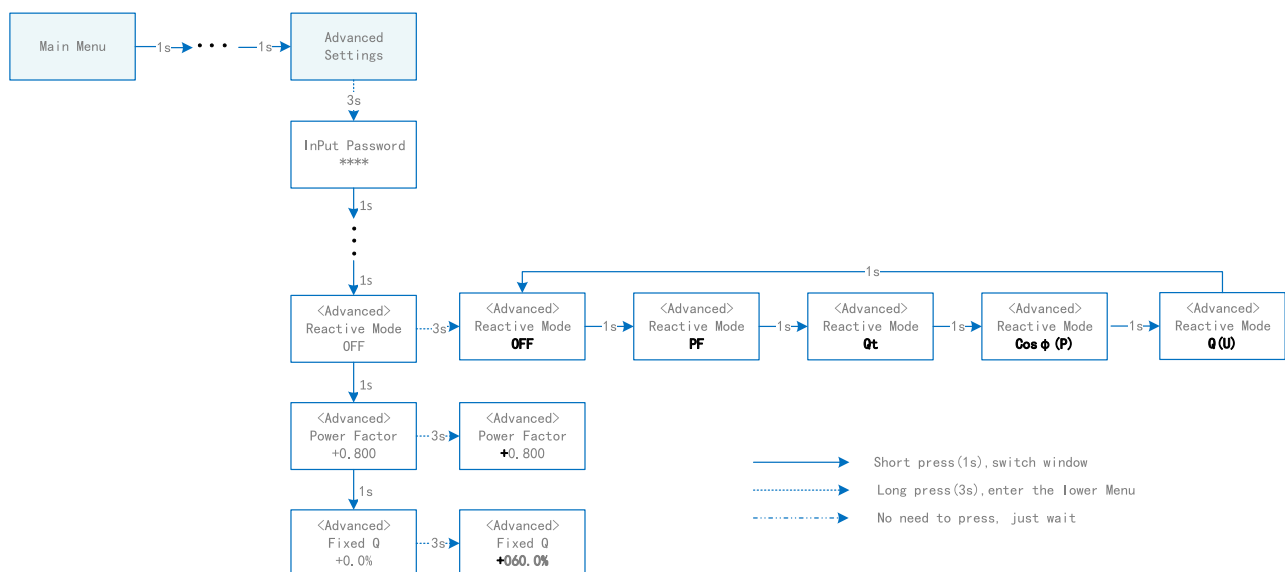 Main Menu
1s
• • •
1s
Advanced
Settings
3s
InPut Password
****
1s
1s
1s
<Advanced>
Reactive Mode
OFF
3s
<Advanced>
Reactive Mode
OFF
1s
<Advanced>
Reactive Mode
PF
1s
<Advanced>
Reactive Mode
Qt
1s
<Advanced>
Reactive Mode
Cosφ(P)
1s
<Advanced>
Reactive Mode
Q(U)
1s
<Advanced>
Power Factor
+0.800
3s
<Advanced>
Power Factor
+0.800
1s
<Advanced>
Fixed Q
+0.0%
3s
<Advanced>
Fixed Q
+060.0%
Short press(1s),switch window
Long press(3s),enter the lower Menu
No need to press, just wait